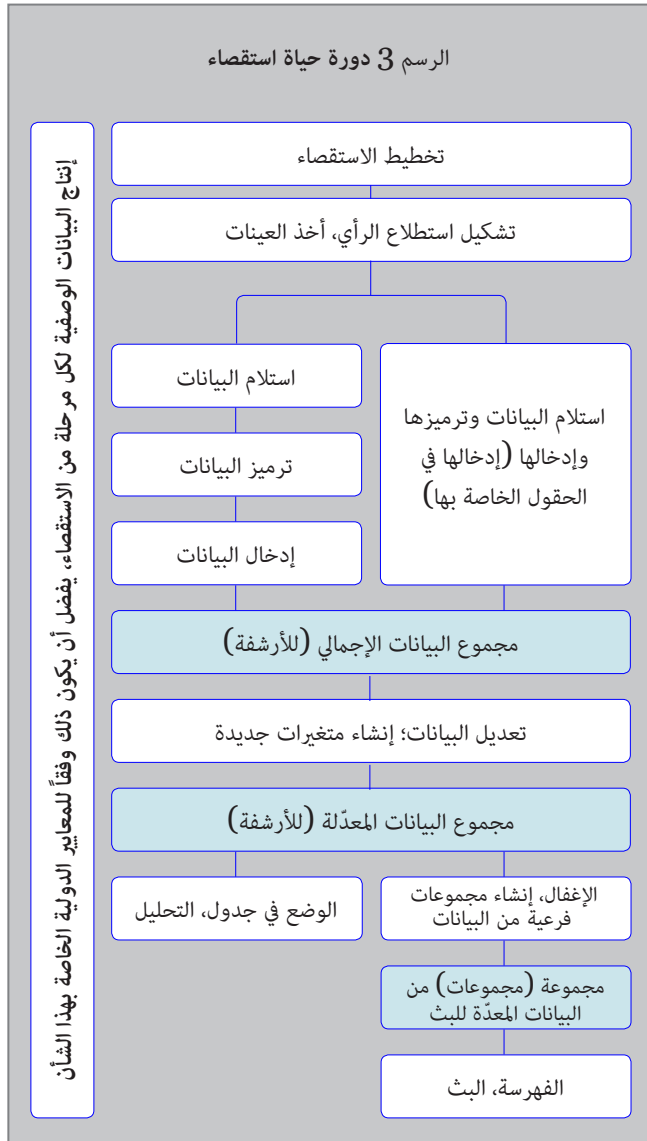 الرسم 3 دورة حياة استقصاء
تخطيط الاستقصاء
تشكيل استطلاع الرأي، أخذ العينات
استلام البيانات وترميزها
وإدخالها (إدخالها في
الحقول الخاصة بها)
استلام البيانات
ترميز البيانات
إدخال البيانات
مجموع البيانات الإجمالي (للأرشفة)
تعديل البيانات؛ إنشاء متغيرات جديدة
مجموع البيانات المعدّلة (للأرشفة)
الإغفال، إنشاء مجموعات
فرعية من البيانات
الوضع في جدول، التحليل
مجموعة (مجموعات) من
البيانات المعدّة للبث
الفهرسة، البث
إنتاج البيانات الوصفية لكل مرحلة من الاستقصاء، يفضل أن يكون ذلك وفقاً للمعايير الدولية الخاصة بهذا الشأن